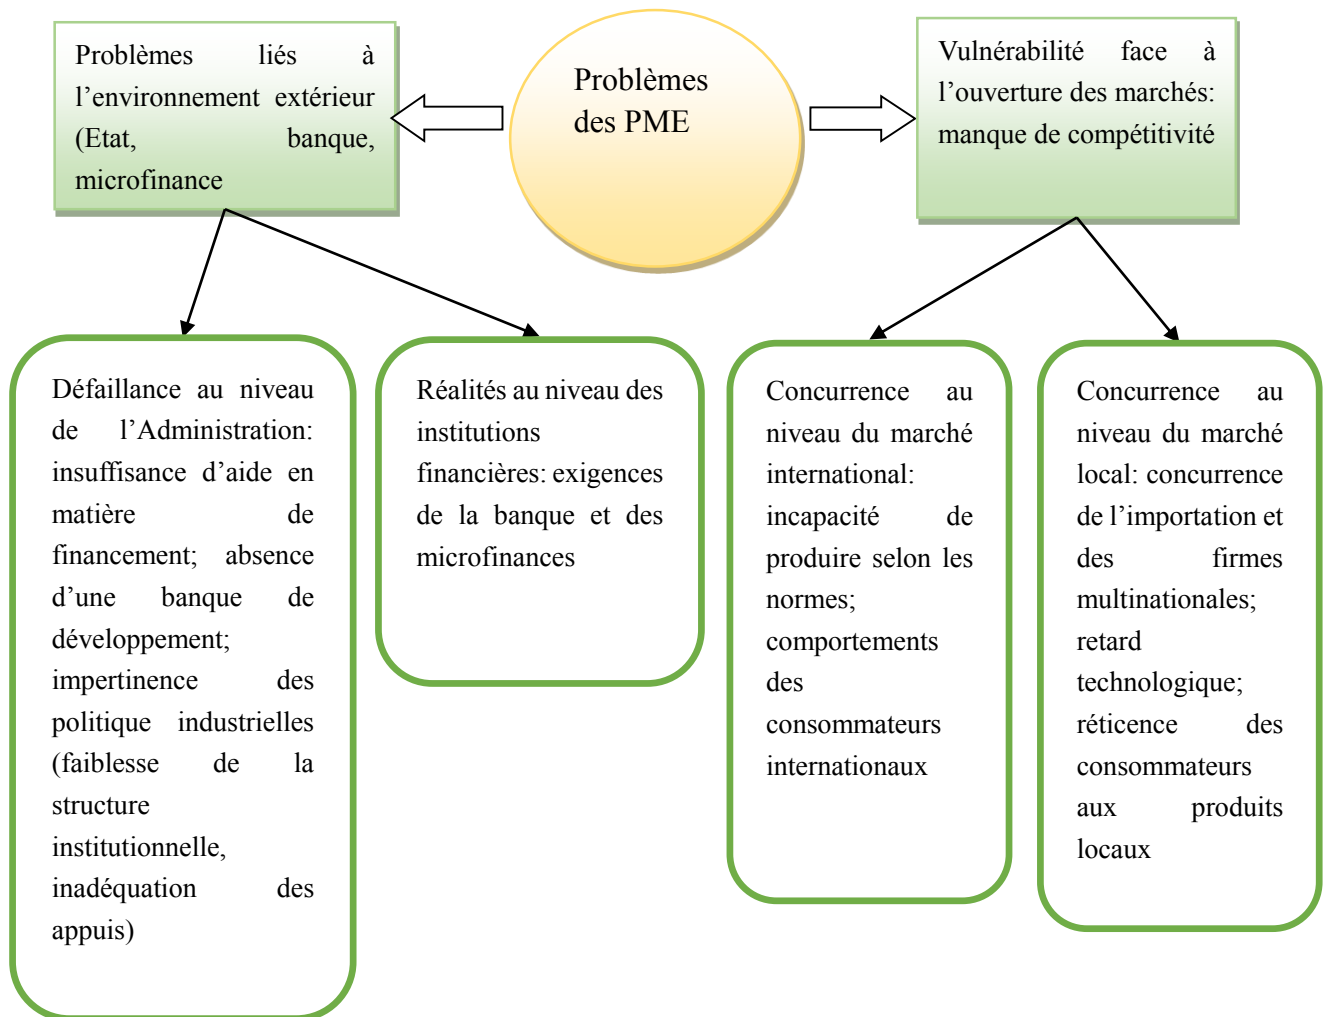 Problèmes liés à
l’environnement extérieur
(Etat, banque,
microfinance
Problèmes
des PME
Vulnérabilité face à
l’ouverture des marchés:
manque de compétitivité
Défaillance au niveau
de l’Administration:
insuffisance d’aide en
matière de
financement; absence
d’une banque de
développement;
impertinence des
politique industrielles
(faiblesse de la
structure
institutionnelle,
inadéquation des
appuis)
Réalités au niveau des
institutions
financières: exigences
de la banque et des
microfinances
Concurrence au
niveau du marché
international:
incapacité de
produire selon les
normes;
comportements
des
consommateurs
internationaux
Concurrence au
niveau du marché
local: concurrence
de l’importation et
des firmes
multinationales;
retard
technologique;
réticence des
consommateurs
aux produits
locaux